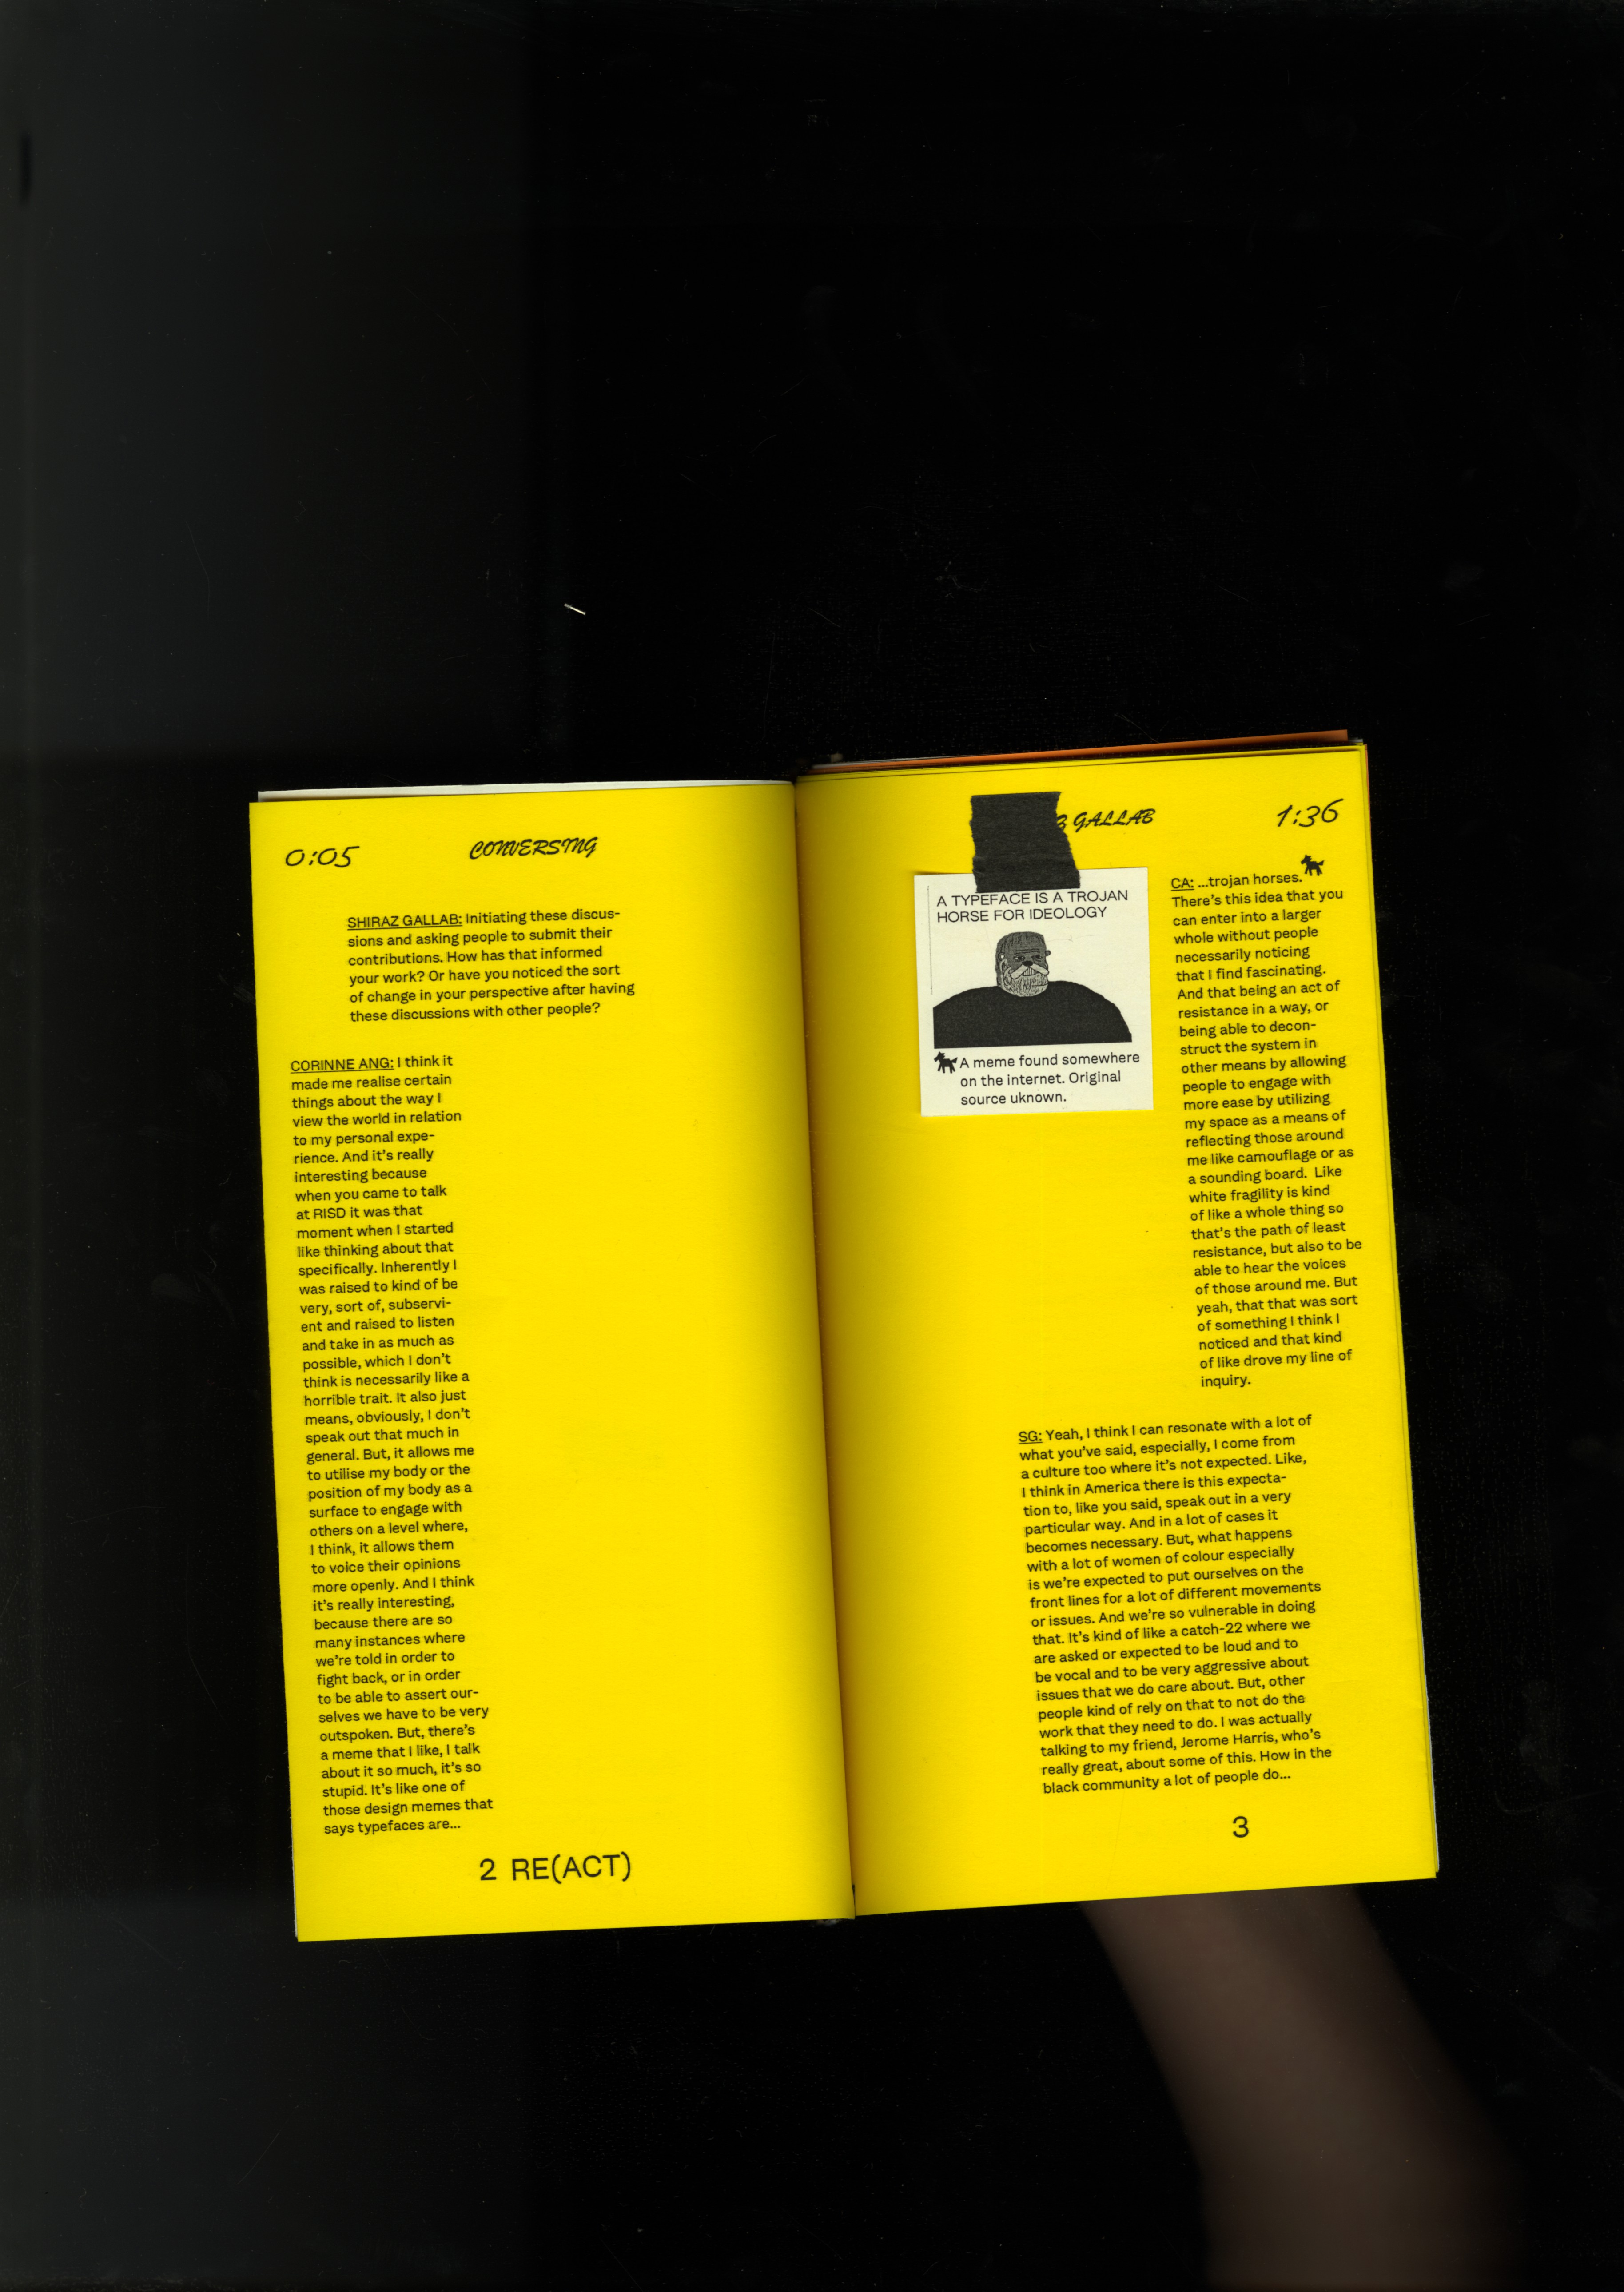 0:05
CONVERSING
SHIRAZ GALLAB: Initiating these discus-
sions and asking people to submit their
contributions. How has that informed
your work? Or have you noticed the sort
of change in your perspective after having
these discussions with other people?
CORINNE ANG: I think it
made me realise certain
things about the way I
view the world in relation
to my personal expe-
rience. And it's really
interesting because
when you came to talk
at RISD it was that
moment when I started
like thinking about that
specifically. Inherently I
was raised to kind of be
very, sort of, subservi-
ent and raised to listen
and take in as much as
possible, which I don't
think is necessarily like a
horrible trait. It also just
means, obviously, I don't
speak out that much in
general. But, it allows me
to utilise my body or the
position of my body as a
surface to engage with
others on a level where,
I think, it allows them
to voice their opinions
more openly. And I think
it's really interesting,
because there are so
many instances where
we're told in order to
fight back, or in order
to be able to assert our-
selves we have to be very
outspoken. But, there's
a meme that I like, I talk
about it so much, it's so
stupid. It's like one of
those design memes that
says typefaces are...
2 RE(ACT)
GALLAB
1:36
A TYPEFACE IS A TROJAN
HORSE FOR IDEOLOGY
A meme found somewhere
on the internet. Original
source uknown.
CA: ...trojan horses.
There's this idea that you
can enter into a larger
whole without people
necessarily noticing
that I find fascinating.
And that being an act of
resistance in a way, or
being able to decon-
struct the system in
other means by allowing
people to engage with
more ease by utilizing
my space as a means of
reflecting those around
me like camouflage or as
a sounding board. Like
white fragility is kind
of like a whole thing so
that's the path of least
resistance, but also to be
able to hear the voices
of those around me. But
yeah, that that was sort
of something I think I
noticed and that kind
of like drove my line of
inquiry.
SG: Yeah, I think I can resonate with a lot of
what you've said, especially, I come from
a culture too where it's not expected. Like,
I think in America there is this expecta-
tion to, like you said, speak out in a very
particular way. And in a lot of cases it
becomes necessary. But, what happens
with a lot of women of colour especially
is we're expected to put ourselves on the
front lines for a lot of different movements
or issues. And we're so vulnerable in doing
that. It's kind of like a catch-22 where we
are asked or expected to be loud and to
be vocal and to be very aggressive about
issues that we do care about. But, other
people kind of rely on that to not do the
work that they need to do. I was actually
talking to my friend, Jerome Harris, who's
really great, about some of this. How in the
black community a lot of people do...
3